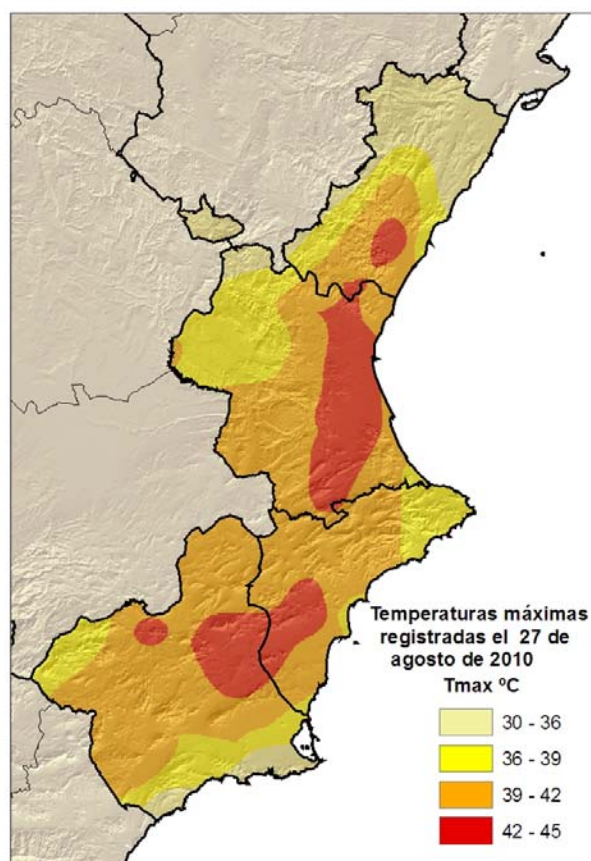 Temperaturas máximas
registradas el 27 de
agosto de 2010
Tmax ºC
30 - 36
36 - 39
39 - 42
42 - 45